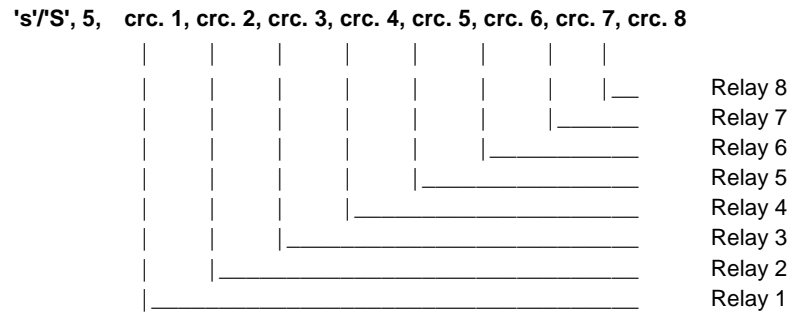 's'/'S', 5, crc. 1, crc. 2, crc. 3, crc. 4, crc. 5, crc. 6, crc. 7, crc. 8
Relay 8
Relay 7
Relay 6
Relay 5
Relay 4
Relay 3
Relay 2
Relay 1